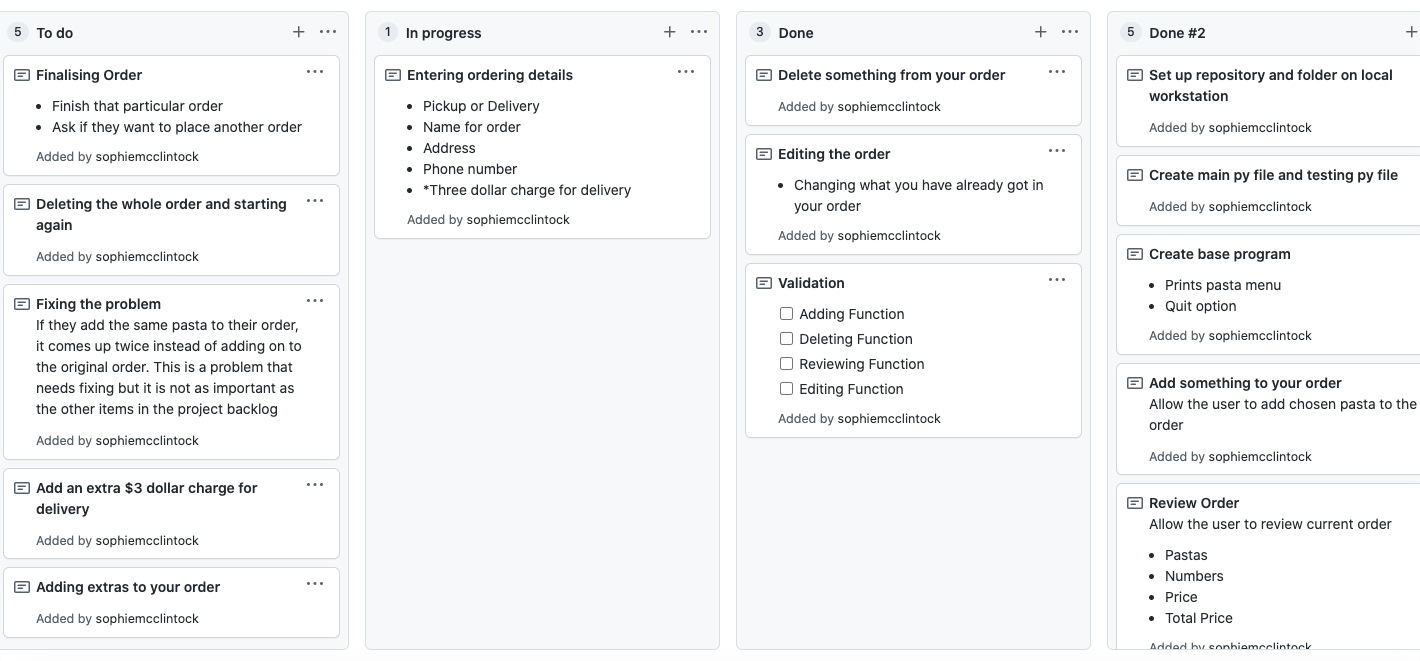 5 To do
Finalising Order
Finish that particular order
Ask if they want to place another order
Added by sophiemcclintock
Deleting the whole order and starting
again
Added by sophiemcclintock
Fixing the problem
If they add the same pasta to their order,
it comes up twice instead of adding on to
the original order. This is a problem that
needs fixing but it is not as important as
the other items in the project backlog
Added by sophiemcclintock
Add an extra $3 dollar charge for
delivery
Added by sophiemcclintock
Adding extras to your order
Added by sophiemcclintock
1 In progress
Entering ordering details
Pickup or Delivery
Name for order
Address
Phone number
*Three dollar charge for delivery
Added by sophiemcclintock
3 Done
Delete something from your order
Added by sophiemcclintock
Editing the order
Changing what you have already got in
your order
Added by sophiemcclintock
Validation
Adding Function
Deleting Function
Reviewing Function
Editing Function
Added by sophiemcclintock
5 Done #2
Set up repository and folder on local
workstation
Added by sophiemcclintock
Create main py file and testing py file
Added by sophiemcclintock
Create base program
Prints pasta menu
Quit option
Added by sophiemcclintock
Add something to your order
Allow the user to add chosen pasta to the
order
Added by sophiemcclintock
Review Order
Allow the user to review current order
Pastas
Numbers
Price
Total Price
Added by sophiemcclintock